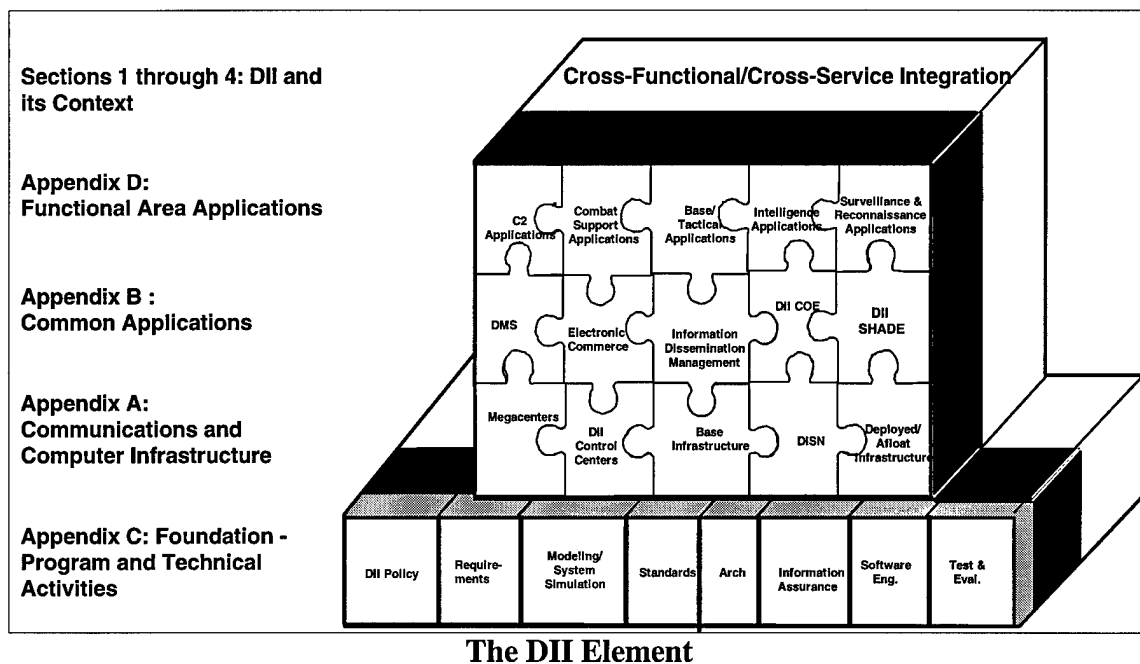 Sections 1 through 4: DII and
its Context
Cross-Functional/Cross-Service Integration
Appendix D:
Functional Area Applications
C2
Applications
Combat
Support
Applications
Base/
Tactical
Applications
Intelligence
Applications
Surveillance &
Reconnaissance
Applications
Appendix B :
Common Applications
DMS
Electronic
Commerce
Information
Dissemination
Management
DII COE
DII
SHADE
Appendix A:
Communications and
Computer Infrastructure
Megacenters
DII
Control
Centers
Base
Infrastructure
DISN
Deployed/
Afloat
Infrastructure
Appendix C: Foundation -
Program and Technical
Activities
DII Policy
Require-
ments
Modeling/
System
Simulation
Standards
Arch
Information
Assurance
Software
Eng.
Test &
Eval.
The DII Element